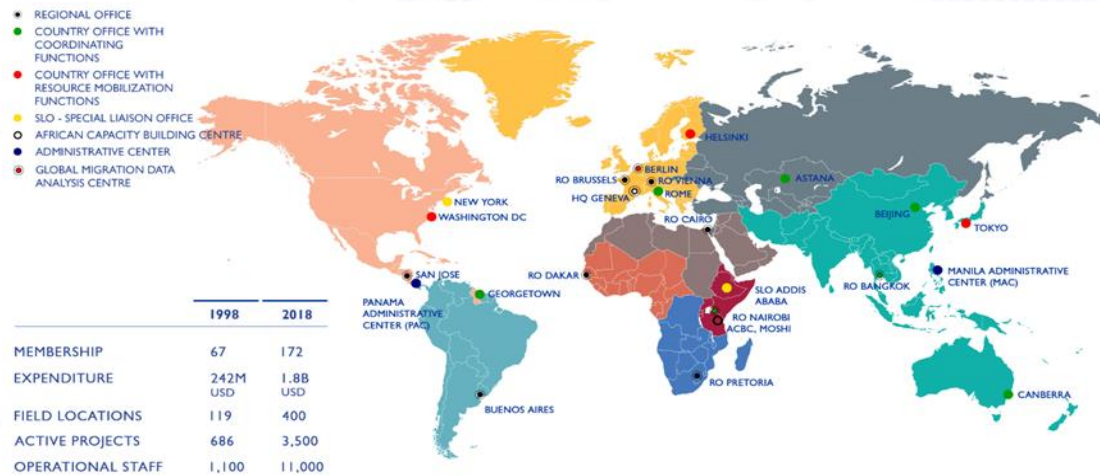 REGIONAL OFFICE
COUNTRY OFFICE WITH
COORDINATING
FUNCTIONS
COUNTRY OFFICE WITH
RESOURCE MOBILIZATION
FUNCTIONS
SLO - SPECIAL LIAISON OFFICE
AFRICAN CAPACITY BUILDING CENTRE
ADMINISTRATIVE CENTER
GLOBAL MIGRATION DATA
ANALYSIS CENTRE
HELSINKI
BERLIN
RO BRUSSELS
RO VIENNA
HQ GENEVA
ROME
ASTANA
NEW YORK
WASHINGTON DC
BEIJING
TOKYO
RO CAIRO
SAN JOSE
RO DAKAR
MANILA ADMINISTRATIVE
CENTER (MAC)
RO BANGKOK
PANAMA
ADMINISTRATIVE
CENTER (PAC)
GEORGETOWN
SLO ADDIS
ABABA
RO NAIROBI
ACBC, MOSHI
RO PRETORIA
BUENOS AIRES
CANBERRA
1998 2018
MEMBERSHIP 67 172
EXPENDITURE 242M 1.8B
USD USD
FIELD LOCATIONS 119 400
ACTIVE PROJECTS 686 3,500
OPERATIONAL STAFF 1,100 11,000